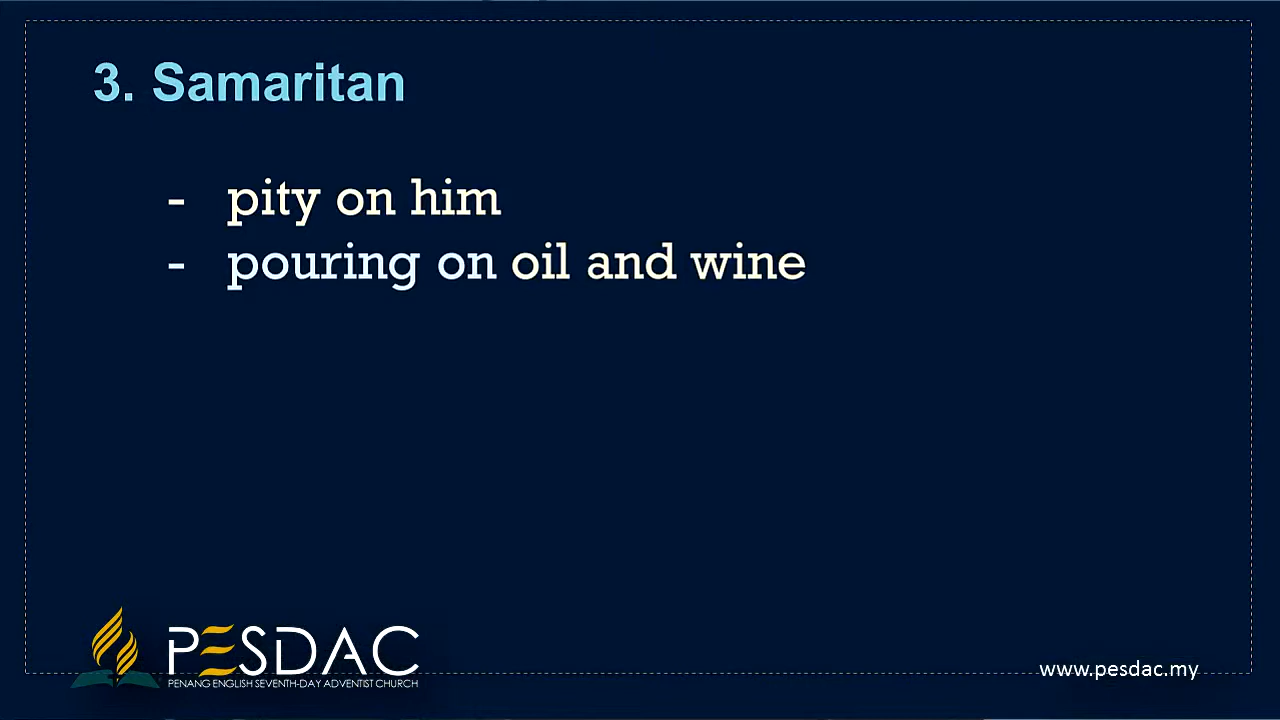 3. Samaritan
- pity on him
- pouring on oil and wine
PESDAC
PENANG ENGLISH SEVENTH-DAY ADVENTIST CHURCH
www.pesdac.my